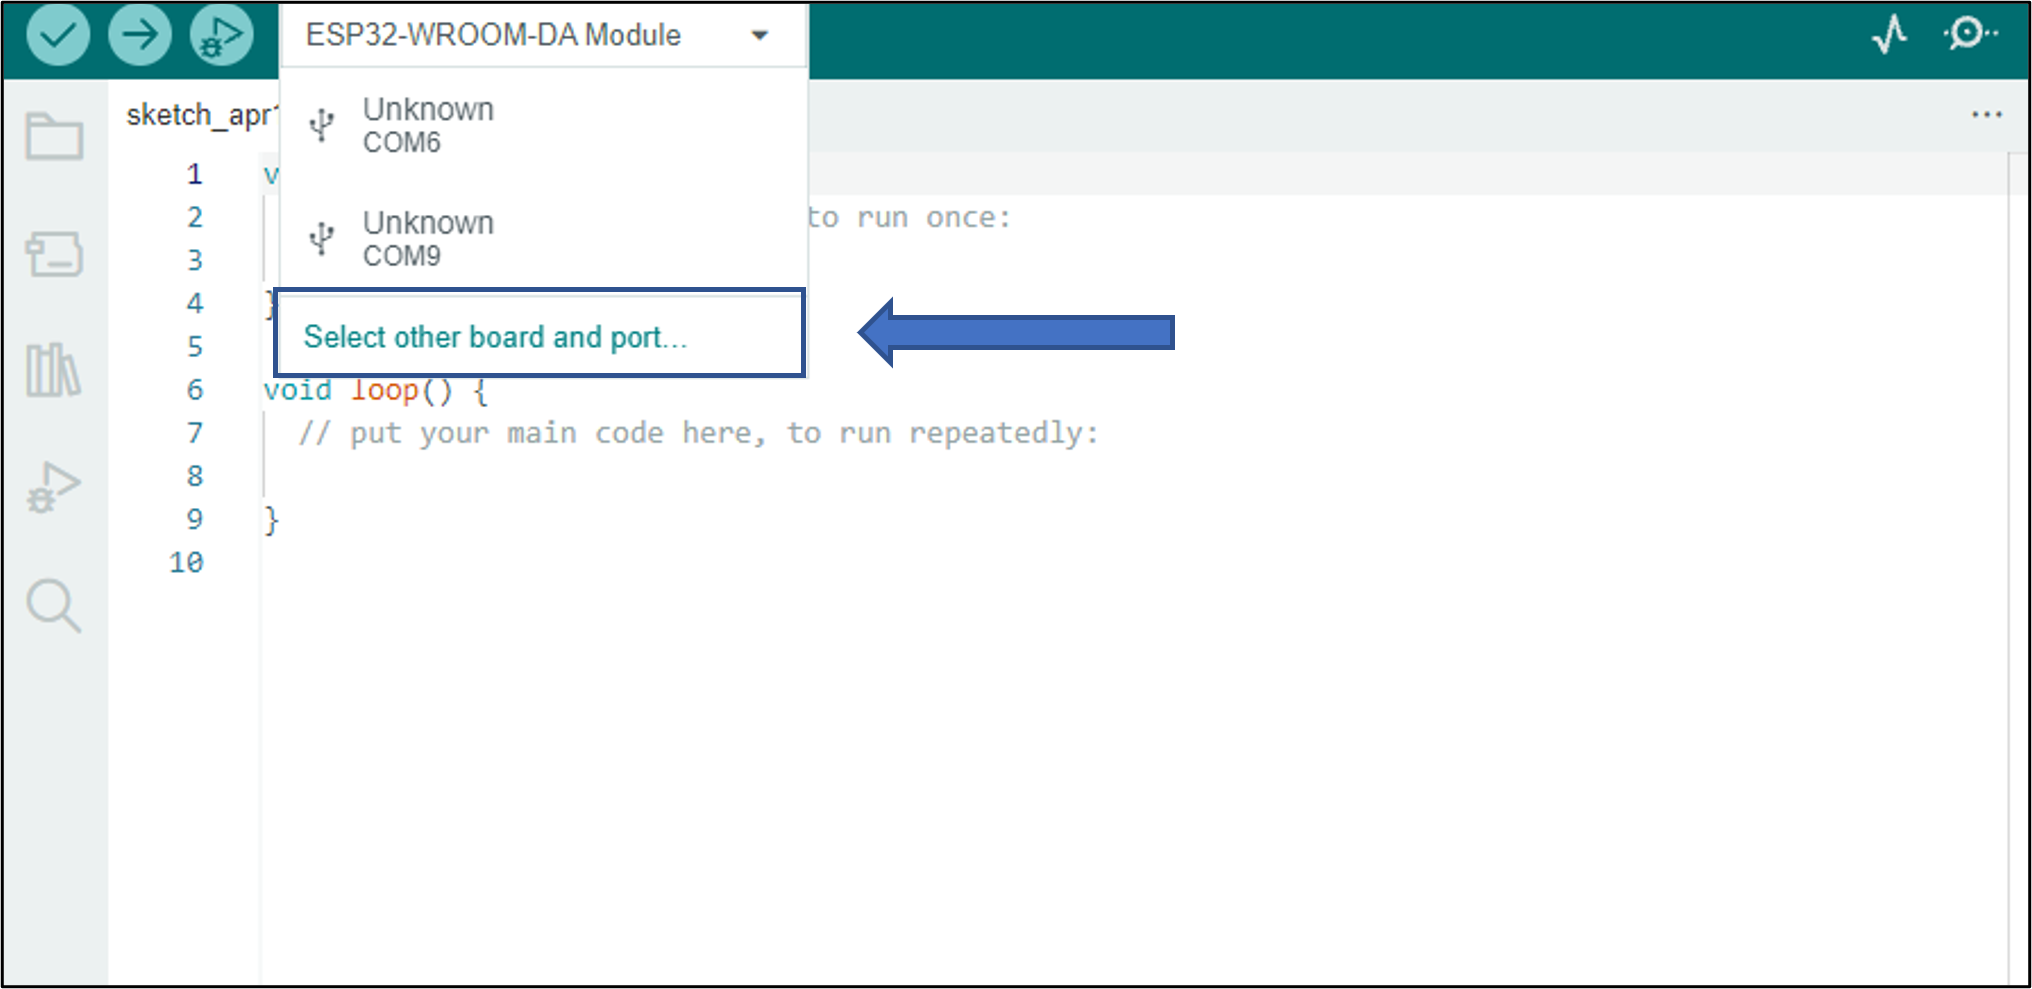 ESP32-WROOM-DA Module
Unknown
COM6
Unknown
COM9
Select other board and port...
sketch_apr
1 v
2 to run once:
3
4 }
5
6 void loop() {
7 // put your main code here, to run repeatedly:
8
9 }
10